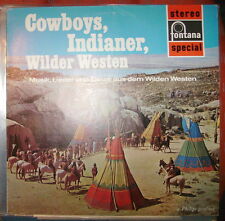 Cowboys,
Indianer,
Wilder Westen
Musik, Lieder und Tänze aus dem Wilden Westen
stereo
fontana
special